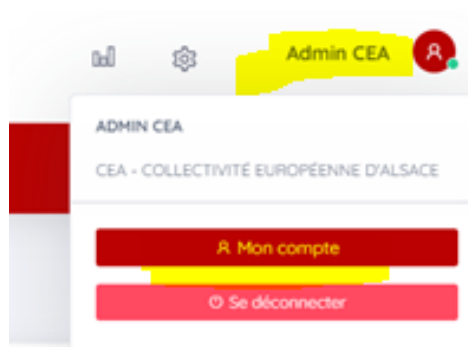 Admin CEA
ADMIN CEA
CEA - COLLECTIVITÉ EUROPÉENNE D'ALSACE
Mon compte
Se déconnecter